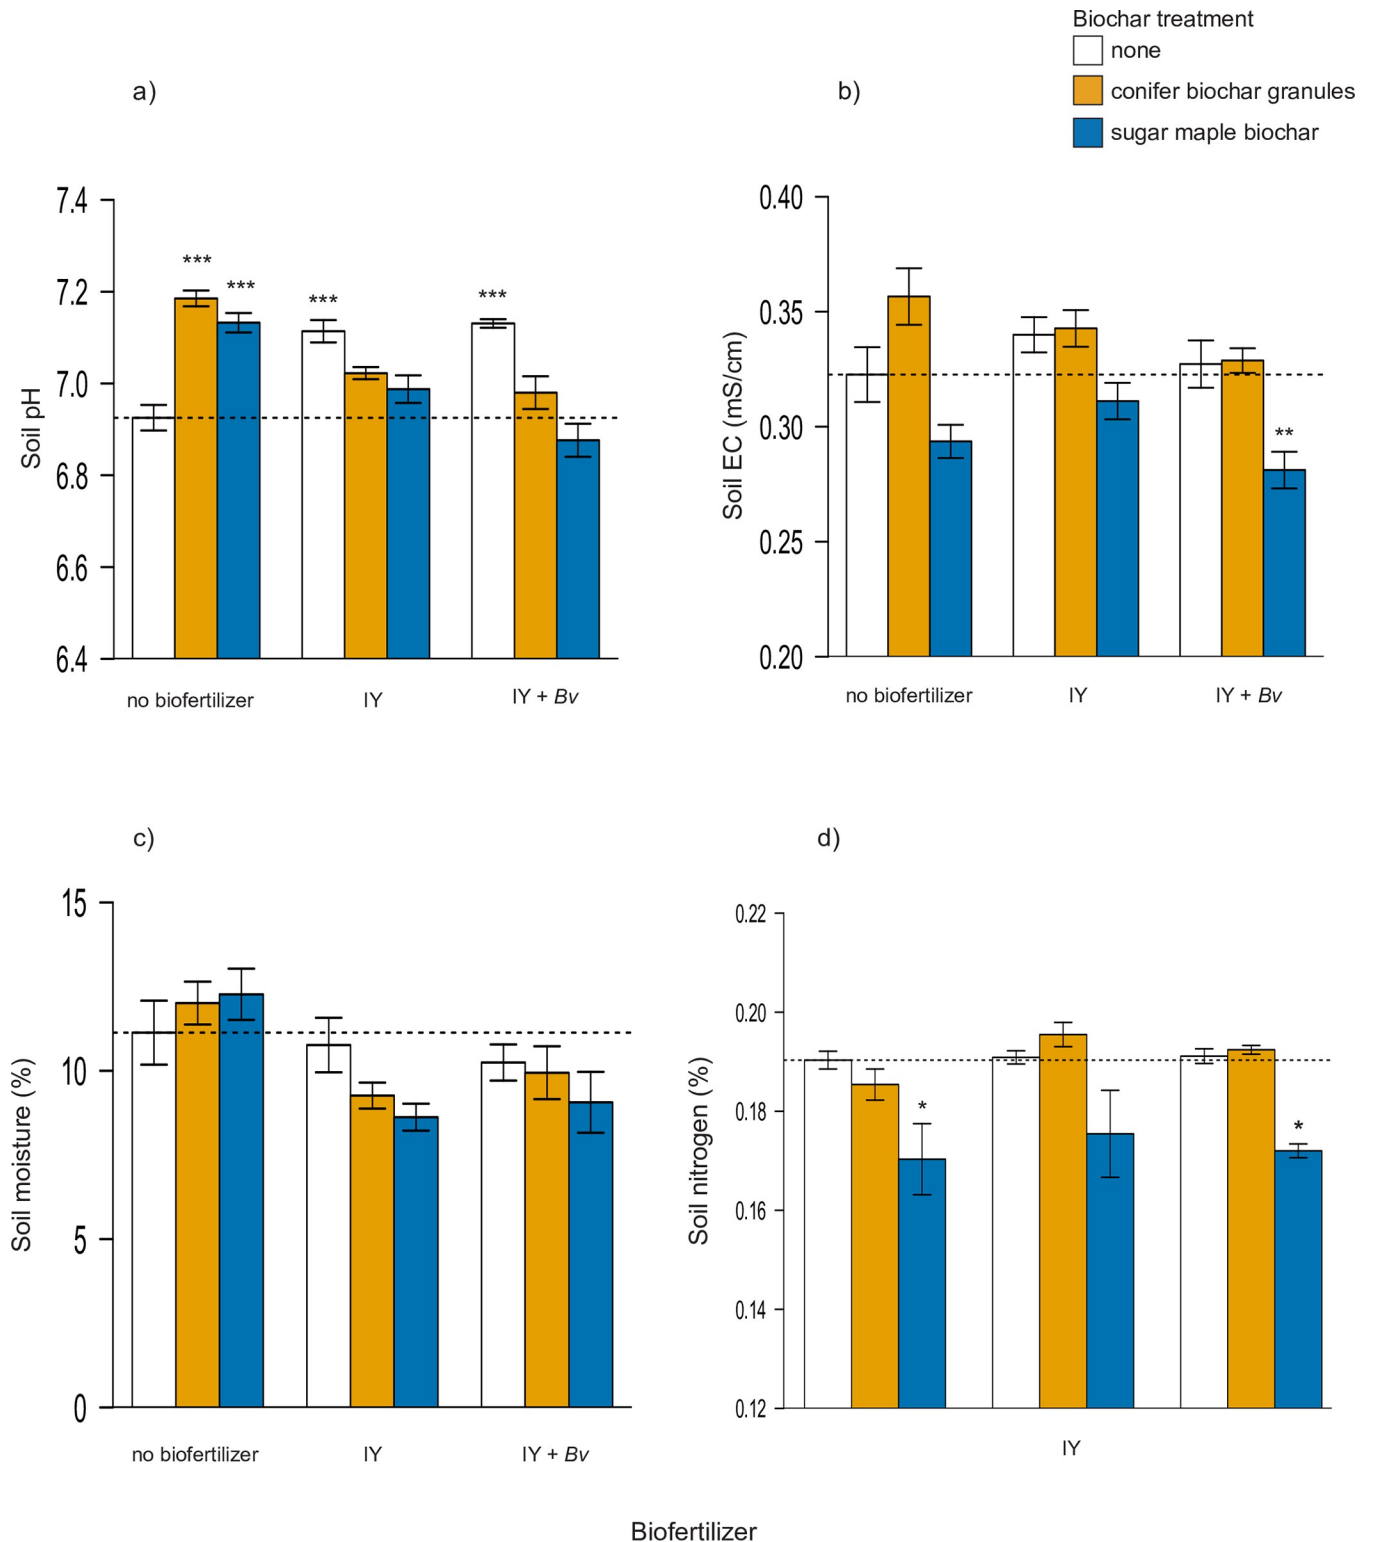 Biochar treatment
none
conifer biochar granules
sugar maple biochar
a)
7.4
7.2
7.0
6.8
6.6
6.4
Soil pH
***
***
***
***
no biofertilizer
IY
IY + Bv
b)
0.40
0.35
0.30
0.25
0.20
Soil EC (mS/cm)
**
no biofertilizer
IY
IY + Bv
c)
15
10
5
0
Soil moisture (%)
no biofertilizer
IY
IY + Bv
d)
0.22
0.20
0.18
0.16
0.14
0.12
Soil nitrogen (%)
*
*
IY
Biofertilizer